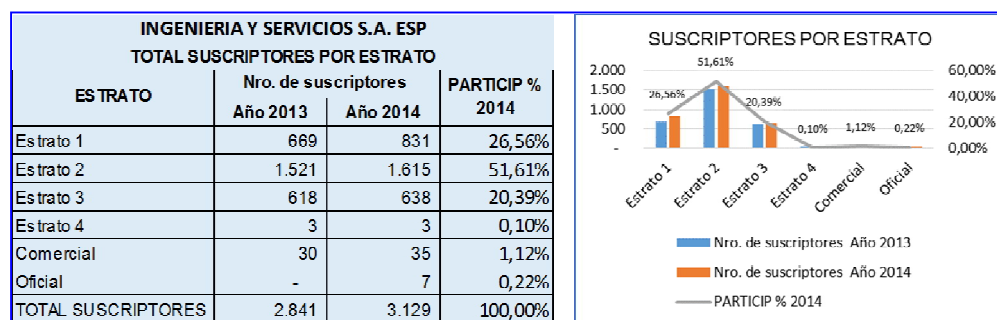 INGENIERIA Y SERVICIOS S.A. ESP
TOTAL SUSCRIPTORES POR ESTRATO
ESTRATO Nro. de suscriptores PARTICIP % 2014
Año 2013 Año 2014
Estrato 1 669 831 26,56%
Estrato 2 1.521 1.615 51,61%
Estrato 3 618 638 20,39%
Estrato 4 3 3 0,10%
Comercial 30 35 1,12%
Oficial - 7 0,22%
TOTAL SUSCRIPTORES 2.841 3.129 100,00%
SUSCRIPTORES POR ESTRATO
2.000
1.500
1.000
500
-
26,56% 51,61% 20,39% 0,10% 1,12% 0,22%
60,00%
40,00%
20,00%
0,00%
Estrato 1 Estrato 2 Estrato 3 Estrato 4 Comercial Oficial
Nro. de suscriptores Año 2013
Nro. de suscriptores Año 2014
PARTICIP % 2014